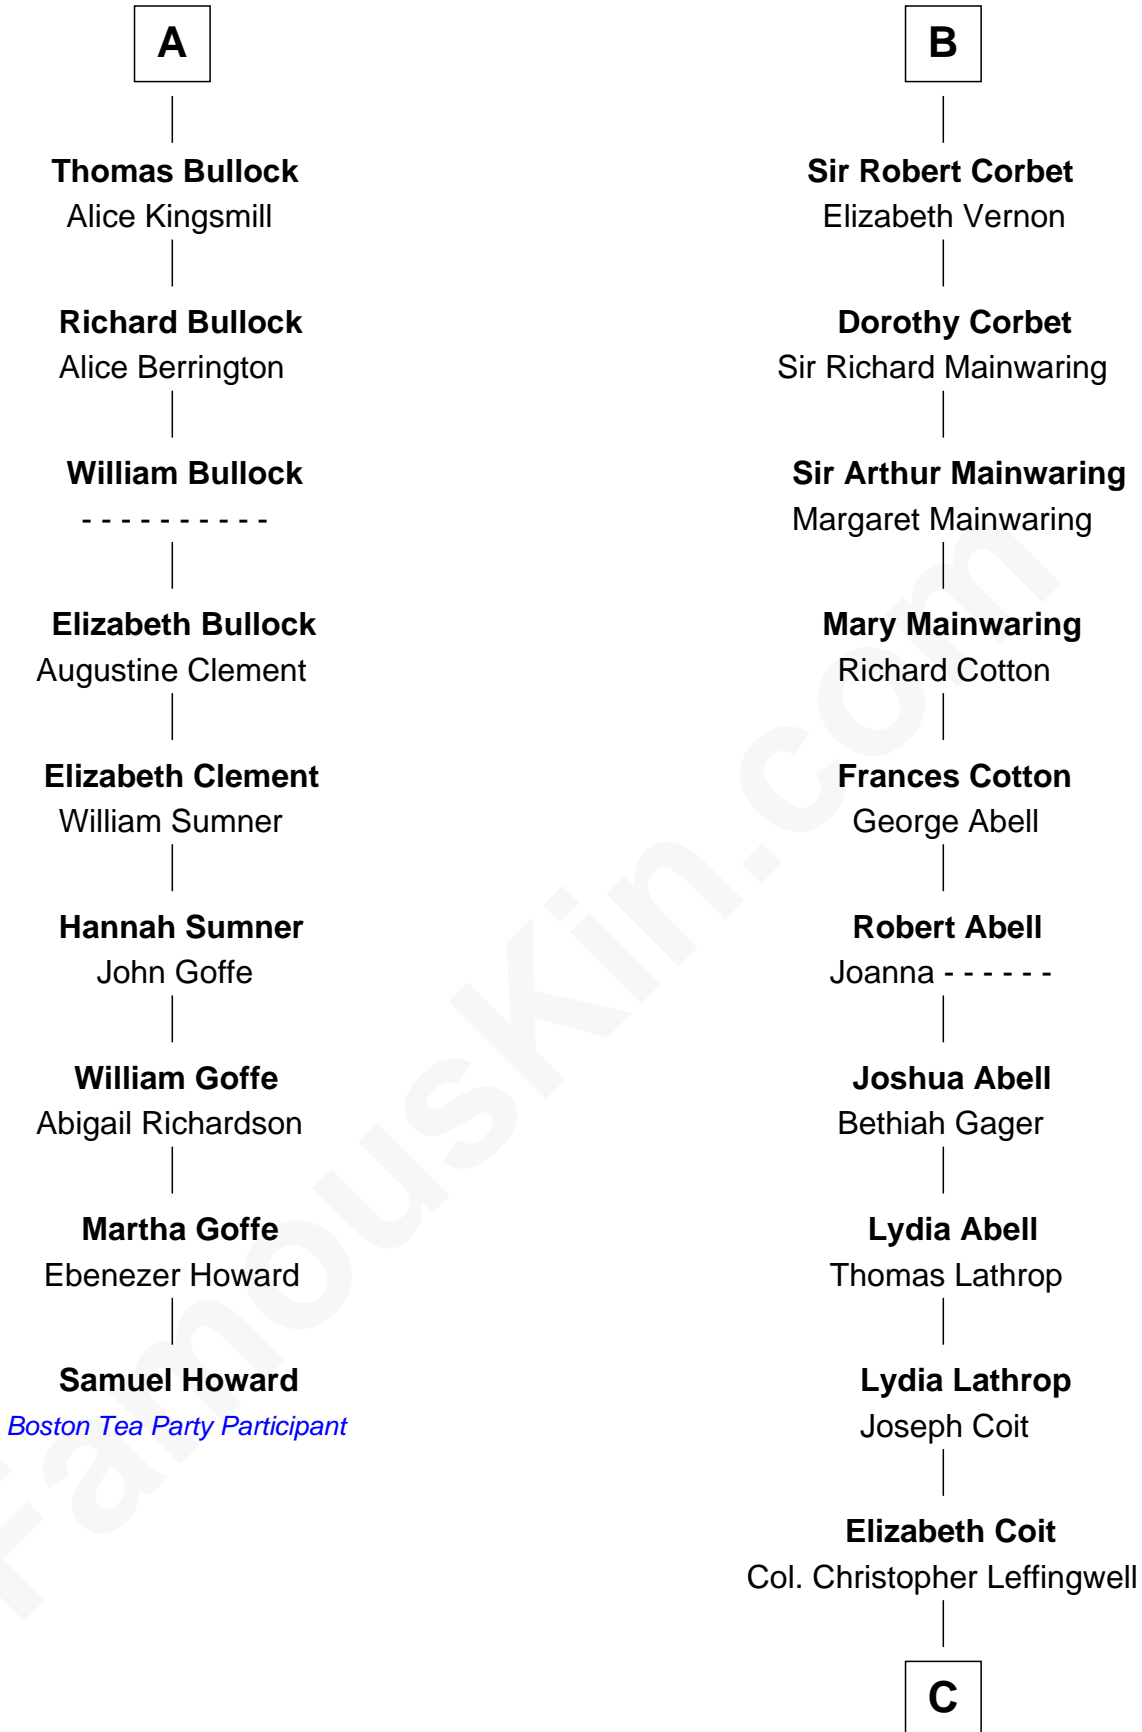 A
Thomas Bullock
Alice Kingsmill
Richard Bullock
Alice Berrington
William Bullock
- - - - - - - - - -
Elizabeth Bullock
Augustine Clement
Elizabeth Clement
William Sumner
Hannah Sumner
John Goffe
William Goffe
Abigail Richardson
Martha Goffe
Ebenezer Howard
Samuel Howard
Boston Tea Party Participant
B
Sir Robert Corbet
Elizabeth Vernon
Dorothy Corbet
Sir Richard Mainwaring
Sir Arthur Mainwaring
Margaret Mainwaring
Mary Mainwaring
Richard Cotton
Frances Cotton
George Abell
Robert Abell
Joanna - - - - - -
Joshua Abell
Bethiah Gager
Lydia Abell
Thomas Lathrop
Lydia Lathrop
Joseph Coit
Elizabeth Coit
Col. Christopher Leffingwell
C
FamousKin.com